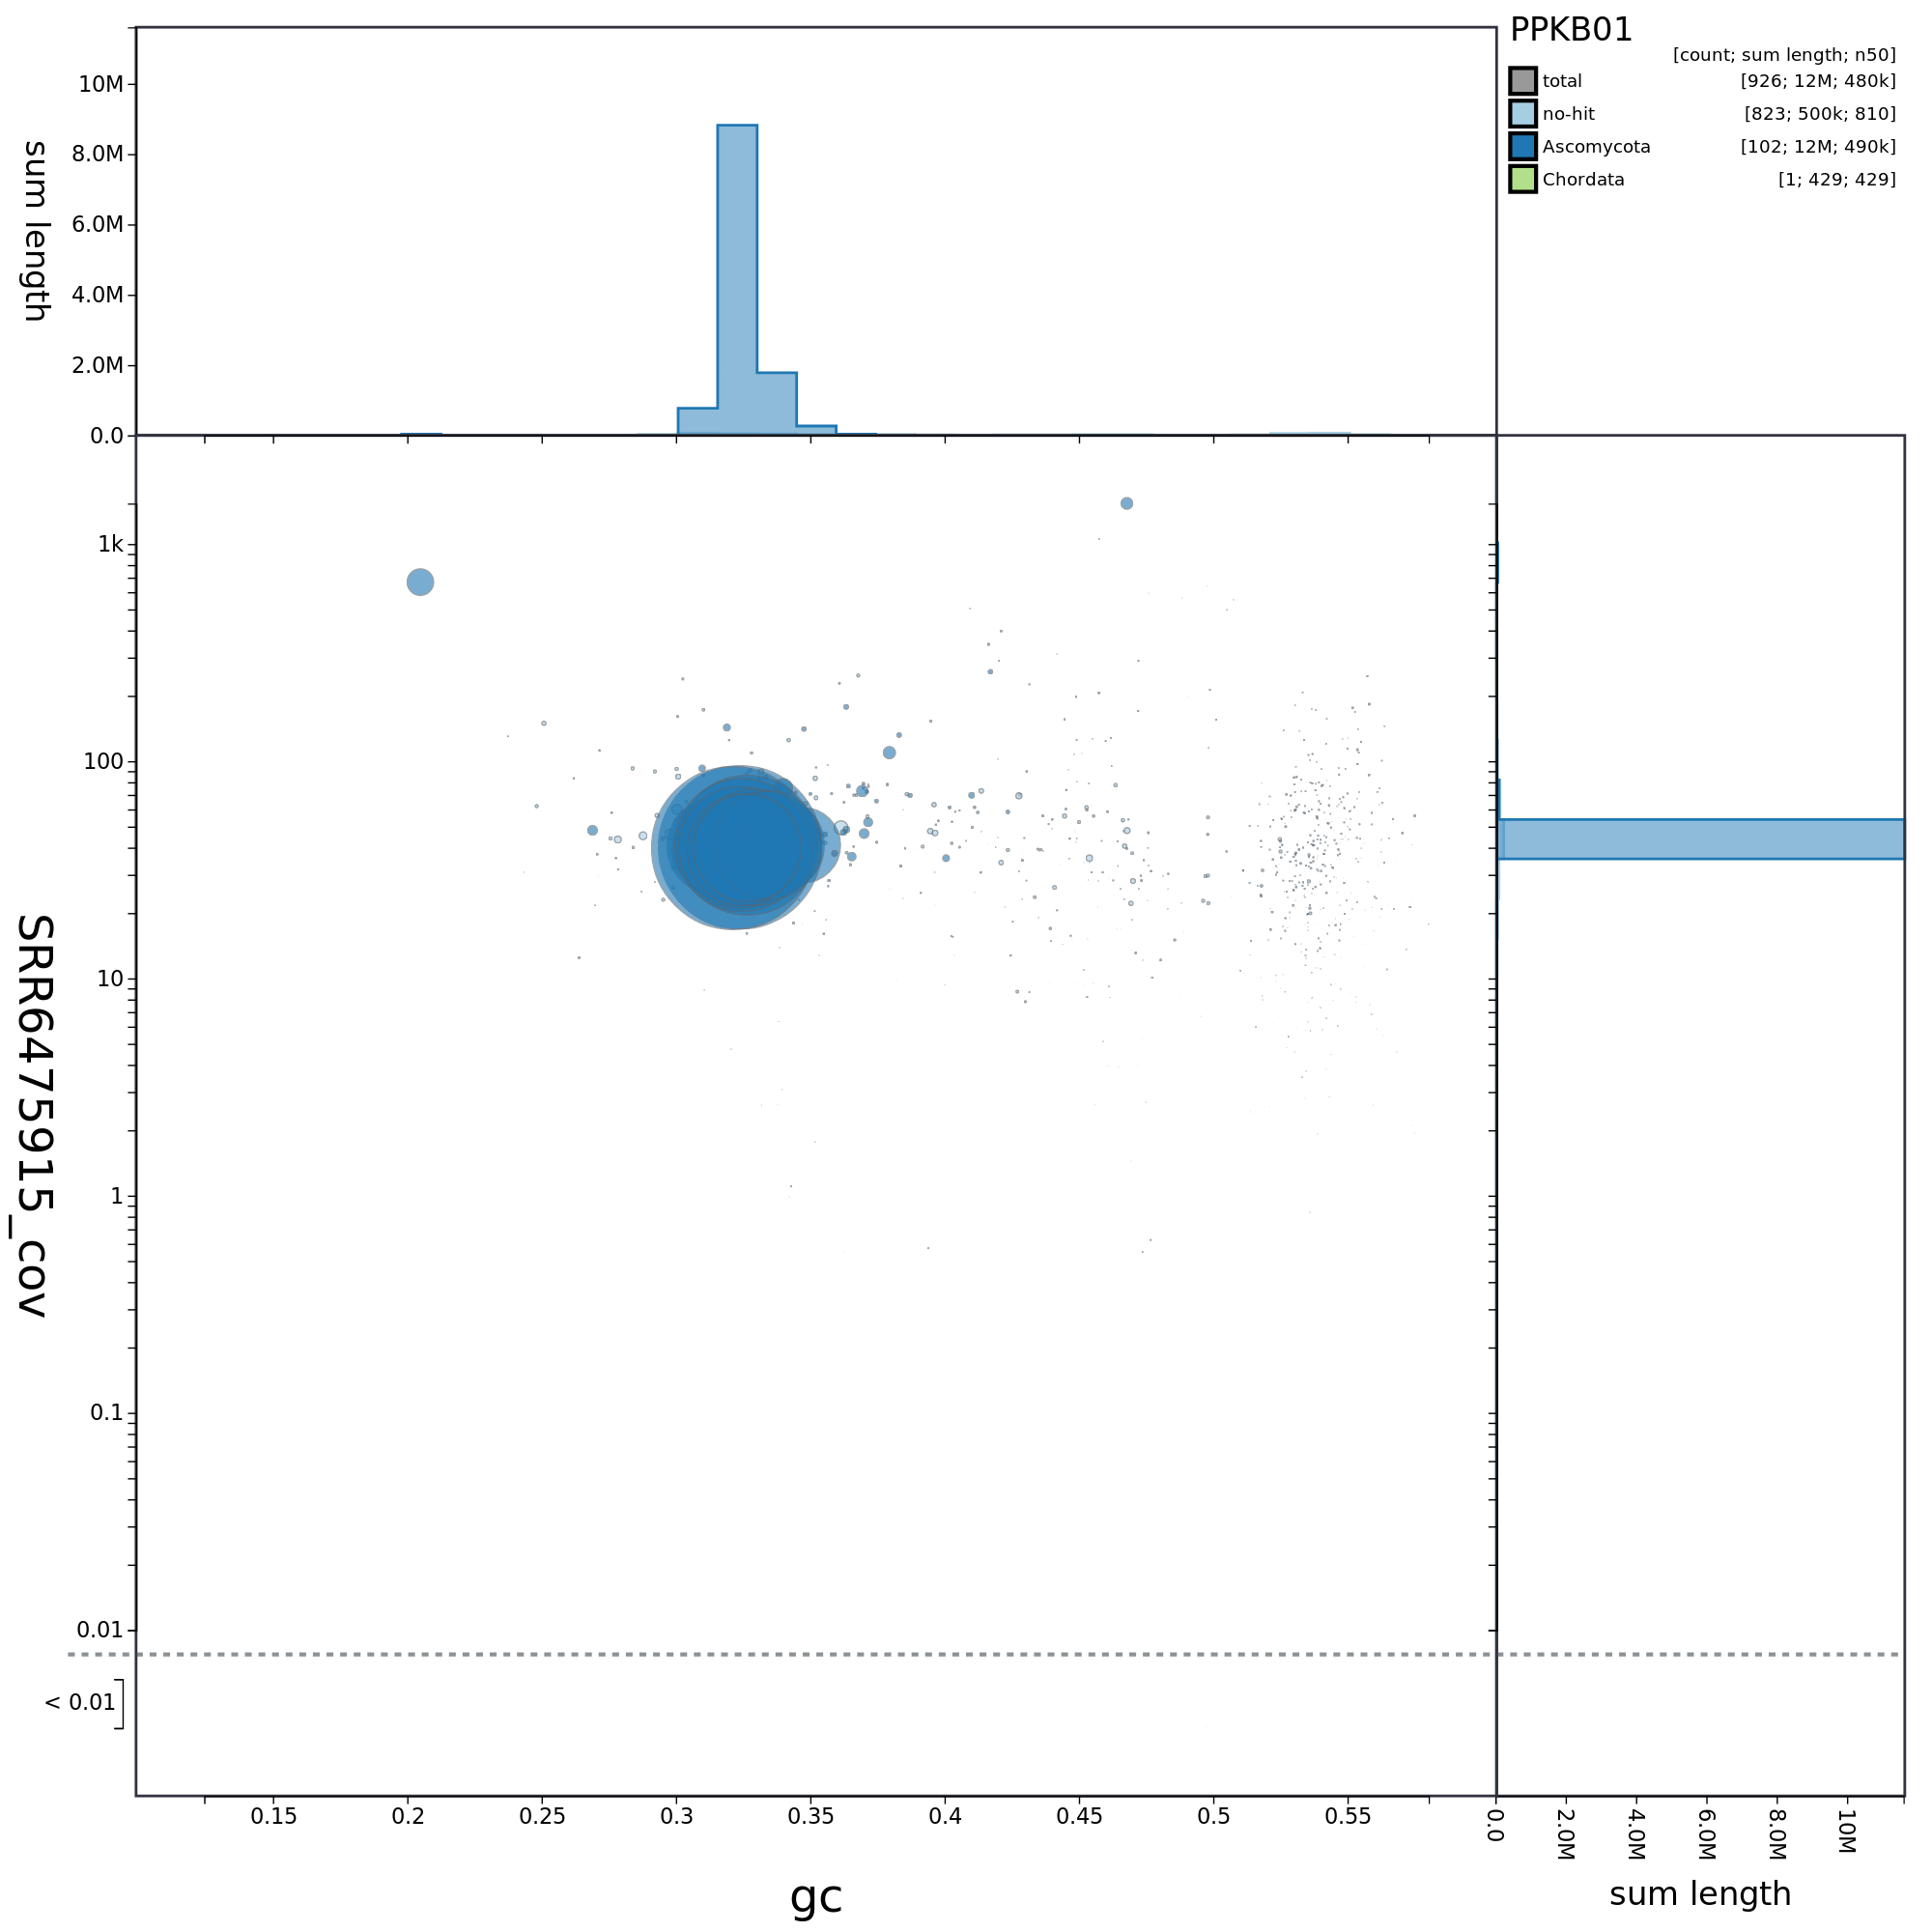 PPKB01
[count; sum length; n50]
total [926; 12M; 480k]
no-hit [823; 500k; 810]
Ascomycota [102; 12M; 490k]
Chordata [1; 429; 429]
sum length
10M
8.0M
6.0M
4.0M
2.0M
0.0
SRR6475915_cov
1k
100
10
1
0.1
0.01
< 0.01
0.15 0.2 0.25 0.3 0.35 0.4 0.45 0.5 0.55
gc
0.0 2.0M 4.0M 6.0M 8.0M 10M
sum length